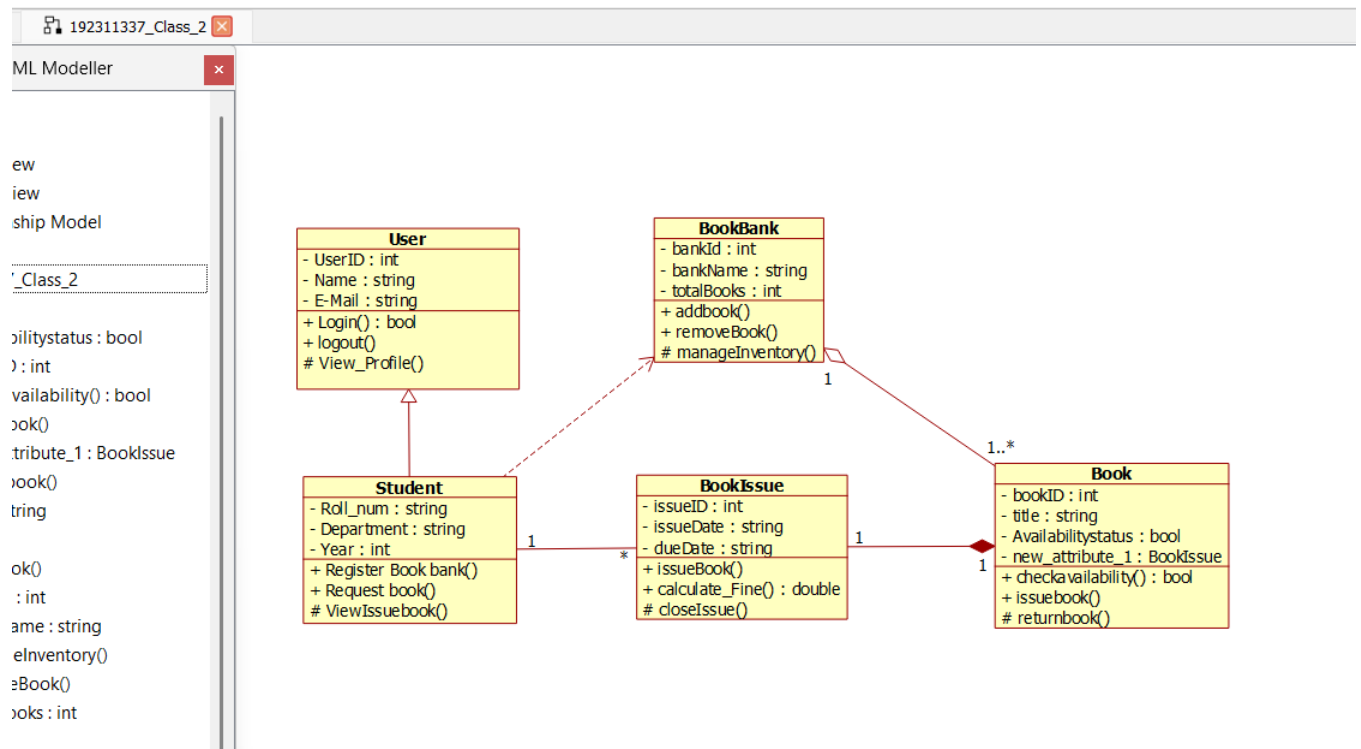 192311337_Class_2
ML Modeller
ew
iew
ship Model
_Class_2
bilitystatus : bool
: int
vailability() : bool
ook()
ttribute_1 : BookIssue
book()
tring
ook()
: int
ame : string
eInventory()
eBook()
ooks : int
User
- UserID : int
- Name : string
- E-Mail : string
+ Login() : bool
+ logout()
# View_Profile()
BookBank
- bankId : int
- bankName : string
- totalBooks : int
+ addbook()
+ removeBook()
# manageInventory()
1
1..*
Student
- Roll_num : string
- Department : string
- Year : int
+ Register Book bank()
+ Request book()
# ViewIssuebook()
1
*
BookIssue
- issueID : int
- issueDate : string
- dueDate : string
+ issueBook()
+ calculate_Fine() : double
# closeIssue()
1
1
Book
- bookID : int
- title : string
- Availabilitystatus : bool
- new_attribute_1 : BookIssue
+ checkavailability() : bool
+ issuebook()
# returnbook()